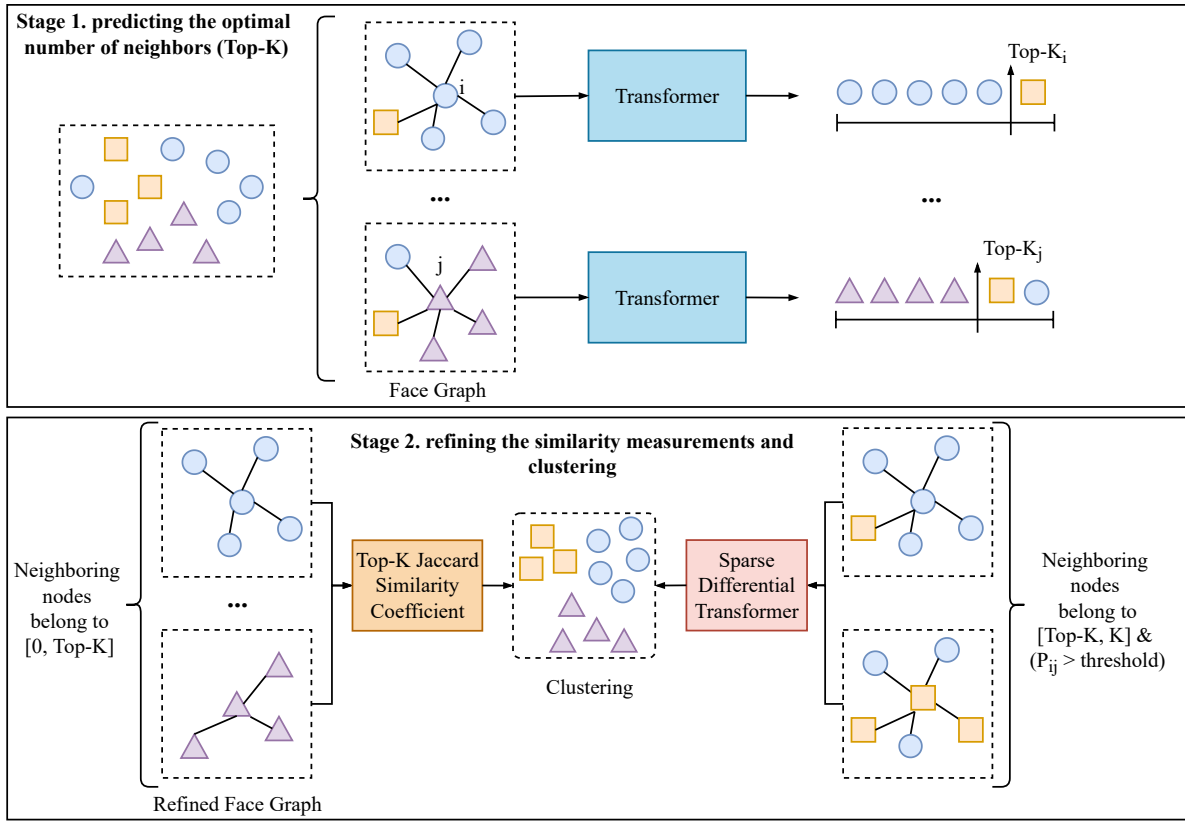 Stage 1. predicting the optimal
number of neighbors (Top-K)
i
Transformer
Top-K_i
...
...
j
Transformer
Top-K_j
Face Graph
Stage 2. refining the similarity measurements and
clustering
Neighboring
nodes
belong to
[0, Top-K]
...
Refined Face Graph
Top-K Jaccard
Similarity
Coefficient
Clustering
Sparse
Differential
Transformer
Neighboring
nodes
belong to
[Top-K, K] &
(P_ij > threshold)